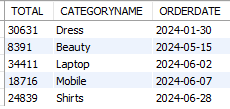 TOTAL CATEGORYNAME ORDERDATE
30631 Dress 2024-01-30
8391 Beauty 2024-05-15
34411 Laptop 2024-06-02
18716 Mobile 2024-06-07
24839 Shirts 2024-06-28